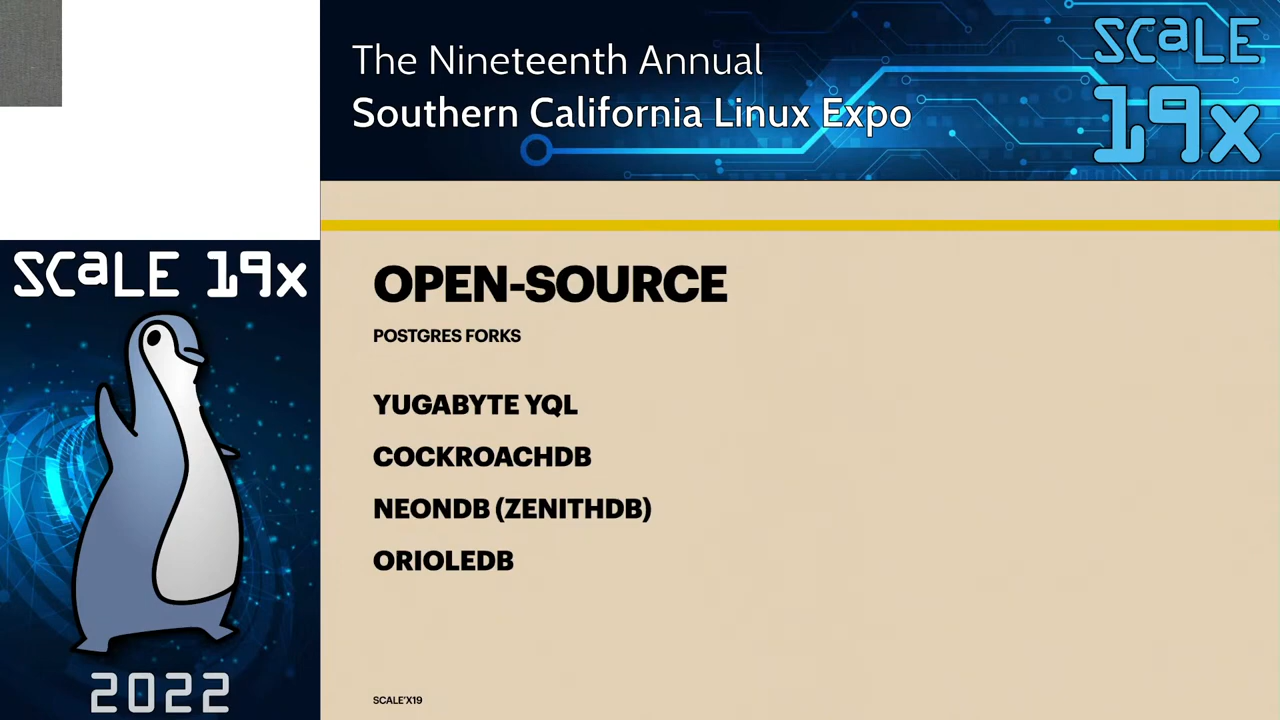 The Nineteenth Annual
Southern California Linux Expo
SCaLE
19x
SCaLE 19x
2022
OPEN-SOURCE
POSTGRES FORKS
YUGABYTE YQL
COCKROACHDB
NEONDB (ZENITHDB)
ORIOLEDB
SCALE'X19